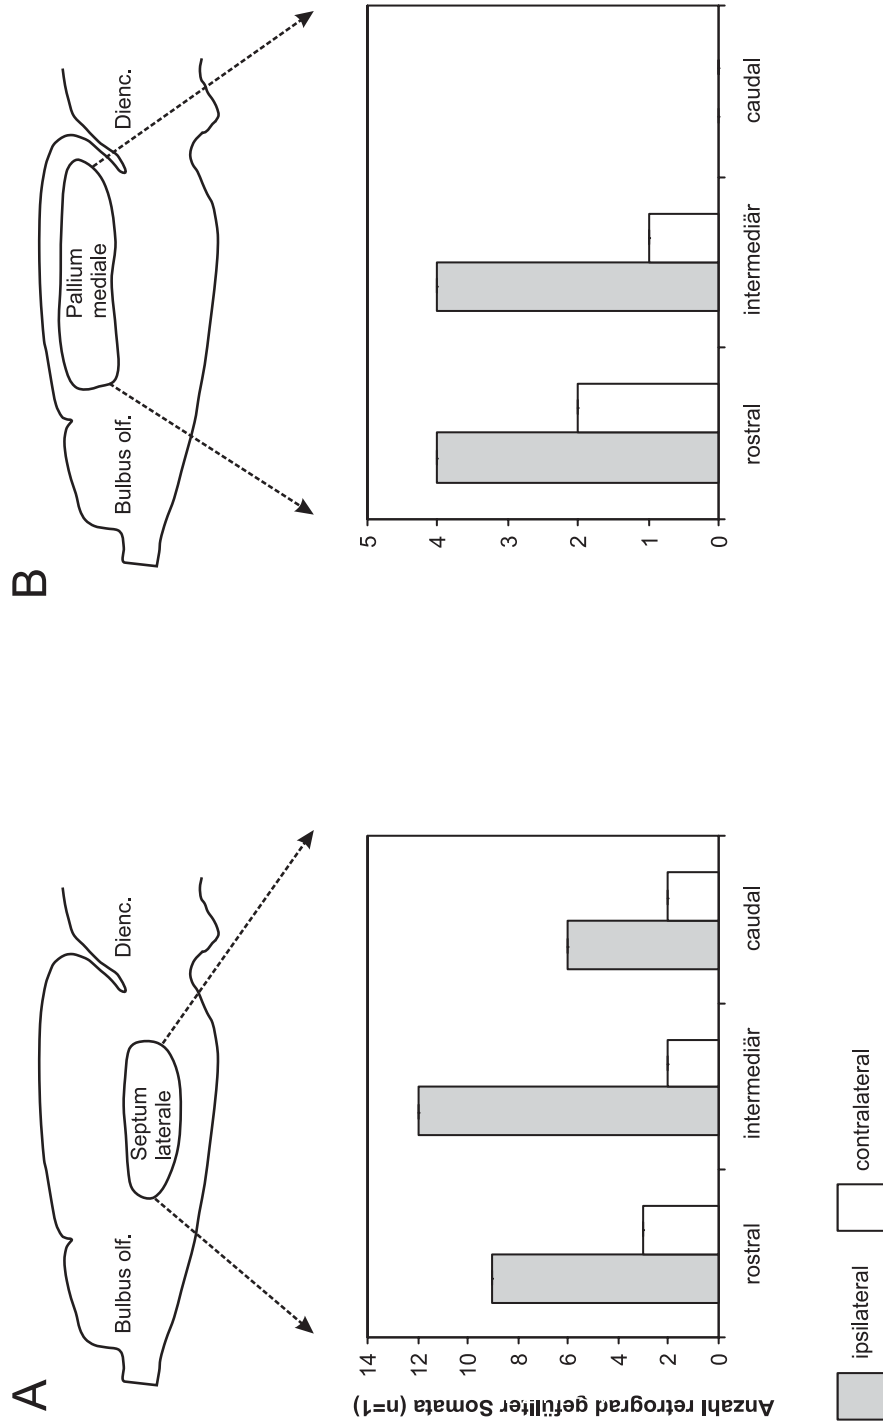 A
Bulbus olf.
Septum
laterale
Dienc.
Anzahl retrograd gefüllter Somata (n=1)
14
12
10
8
6
4
2
0
rostral
intermediär
caudal
B
Bulbus olf.
Pallium
mediale
Dienc.
5
4
3
2
1
0
rostral
intermediär
caudal
ipsilateral
contralateral